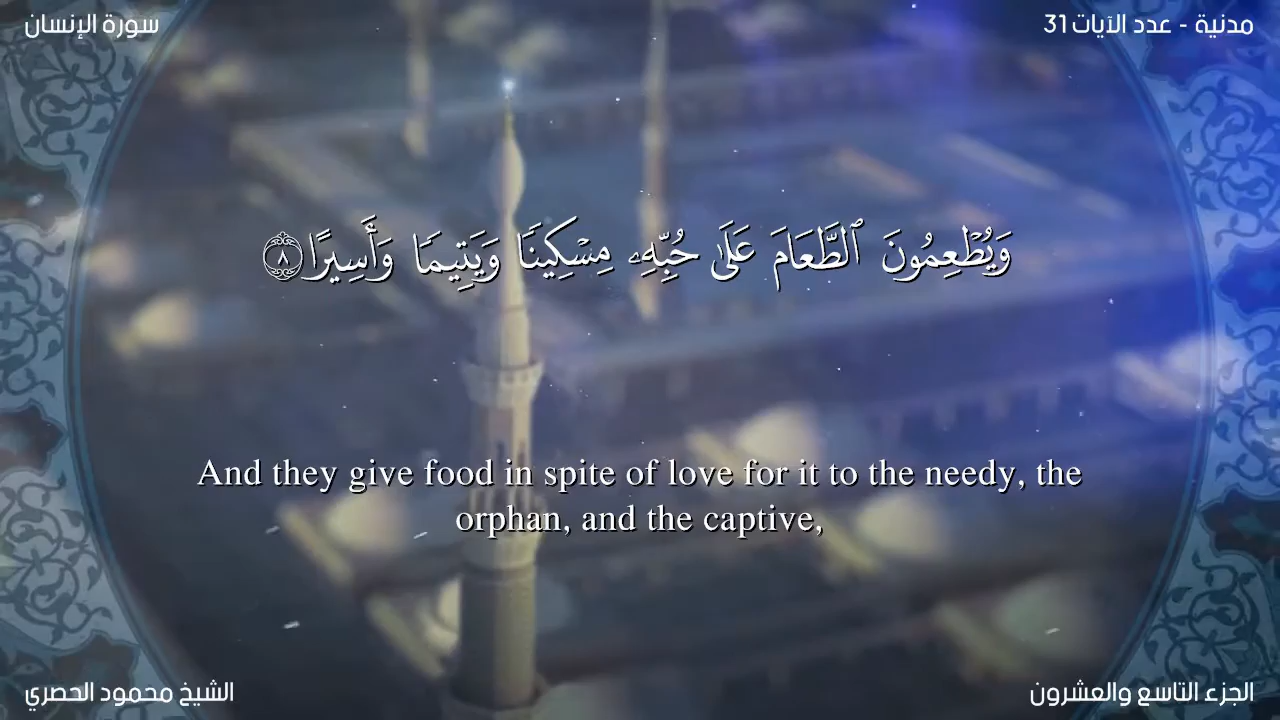 سورة الإنسان
مدنية - عدد الآيات 31
وَيُطْعِمُونَ ٱلطَّعَامَ عَلَىٰ حُبِّهِۦ مِسْكِينًا وَيَتِيمًا وَأَسِيرًا ٨
And they give food in spite of love for it to the needy, the
orphan, and the captive,
الشيخ محمود الحصري
الجزء التاسع والعشرون